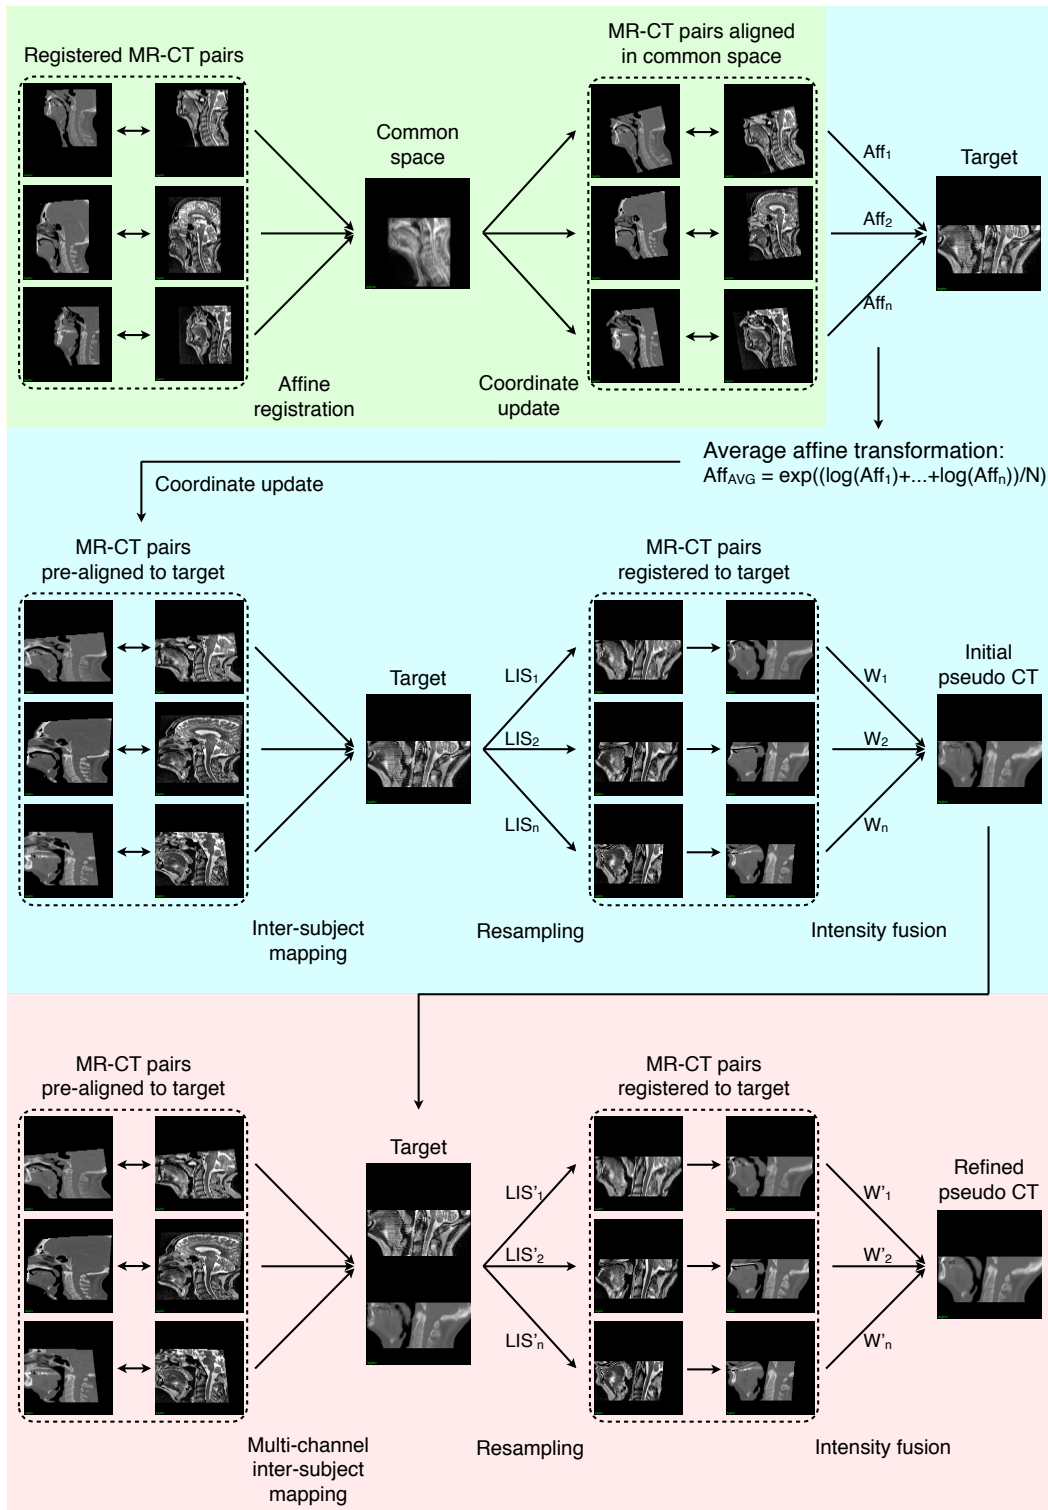 Registered MR-CT pairs
MR-CT pairs aligned
in common space
Common
space
Aff₁
Aff₂
Affₙ
Target
Affine
registration
Coordinate
update
Average affine transformation:
Aff_AVG = exp((log(Aff₁)+...+log(Affₙ))/N)
Coordinate update
MR-CT pairs
pre-aligned to target
Target
LIS₁
LIS₂
LISₙ
MR-CT pairs
registered to target
W₁
W₂
Wₙ
Initial
pseudo CT
Inter-subject
mapping
Resampling
Intensity fusion
MR-CT pairs
pre-aligned to target
Target
LIS'₁
LIS'₂
LIS'ₙ
MR-CT pairs
registered to target
W'₁
W'₂
W'ₙ
Refined
pseudo CT
Multi-channel
inter-subject
mapping
Resampling
Intensity fusion